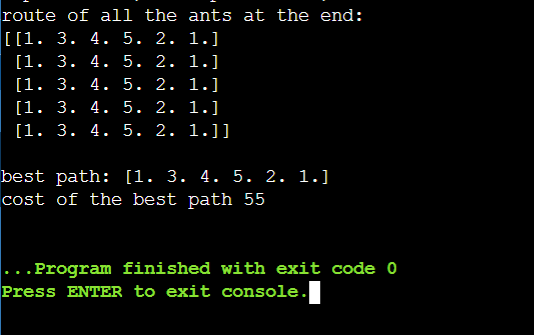 route of all the ants at the end:
[[1. 3. 4. 5. 2. 1.]
[1. 3. 4. 5. 2. 1.]
[1. 3. 4. 5. 2. 1.]
[1. 3. 4. 5. 2. 1.]
[1. 3. 4. 5. 2. 1.]]
best path: [1. 3. 4. 5. 2. 1.]
cost of the best path 55
...Program finished with exit code 0
Press ENTER to exit console.